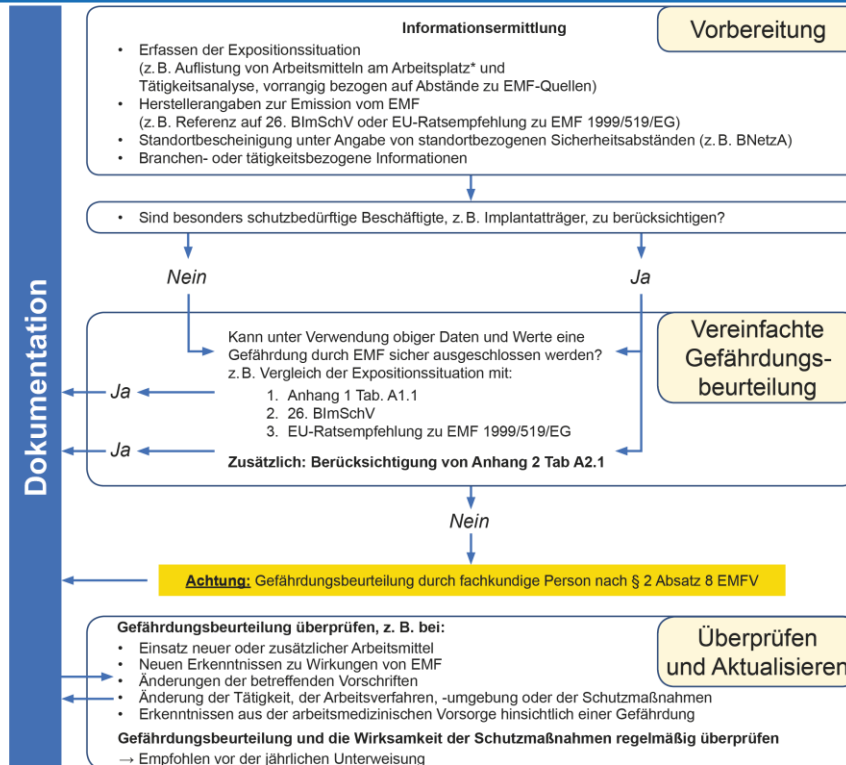 Informationsermittlung
Vorbereitung
• Erfassen der Expositionssituation
(z. B. Auflistung von Arbeitsmitteln am Arbeitsplatz* und
Tätigkeitsanalyse, vorrangig bezogen auf Abstände zu EMF-Quellen)
• Herstellerangaben zur Emission vom EMF
(z. B. Referenz auf 26. BImSchV oder EU-Ratsempfehlung zu EMF 1999/519/EG)
• Standortbescheinigung unter Angabe von standortbezogenen Sicherheitsabständen (z. B. BNetzA)
• Branchen- oder tätigkeitsbezogene Informationen
• Sind besonders schutzbedürftige Beschäftigte, z. B. Implantatträger, zu berücksichtigen?
Nein
Ja
Dokumentation
Vereinfachte
Gefährdungs-
beurteilung
Kann unter Verwendung obiger Daten und Werte eine
Gefährdung durch EMF sicher ausgeschlossen werden?
z. B. Vergleich der Expositionssituation mit:
1. Anhang 1 Tab. A1.1
2. 26. BImSchV
3. EU-Ratsempfehlung zu EMF 1999/519/EG
Ja
Ja
Zusätzlich: Berücksichtigung von Anhang 2 Tab A2.1
Nein
Achtung: Gefährdungsbeurteilung durch fachkundige Person nach § 2 Absatz 8 EMFV
Überprüfen
und Aktualisieren
Gefährdungsbeurteilung überprüfen, z. B. bei:
• Einsatz neuer oder zusätzlicher Arbeitsmittel
• Neuen Erkenntnissen zu Wirkungen von EMF
• Änderungen der betreffenden Vorschriften
• Änderung der Tätigkeit, der Arbeitsverfahren, -umgebung oder der Schutzmaßnahmen
• Erkenntnissen aus der arbeitsmedizinischen Vorsorge hinsichtlich einer Gefährdung
Gefährdungsbeurteilung und die Wirksamkeit der Schutzmaßnahmen regelmäßig überprüfen
→ Empfohlen vor der jährlichen Unterweisung